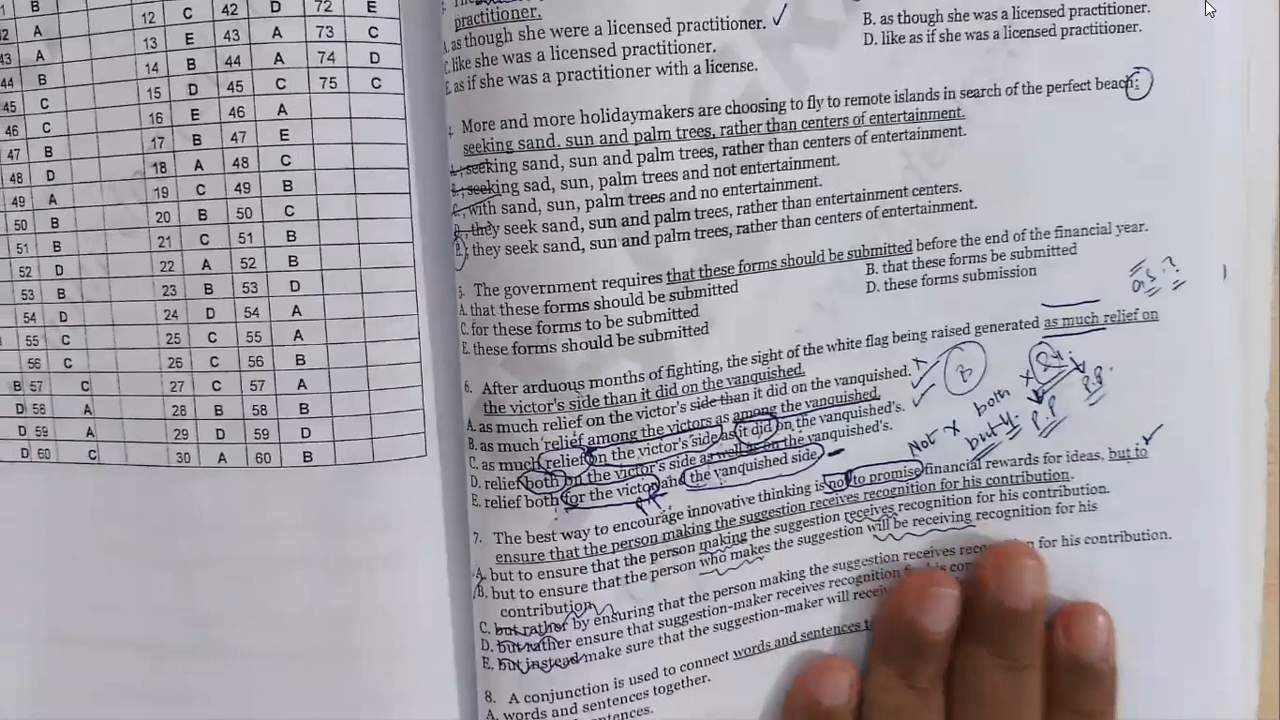 B 12 C 42 D 72 E
A 13 E 43 A 73 C
43 A 14 B 44 A 74 D
44 B 15 D 45 C 75 C
45 C 16 E 46 A
46 C 17 B 47 E
47 B 18 A 48 C
48 D 19 C 49 B
49 A 20 B 50 C
50 B 21 C 51 B
51 B 22 A 52 B
52 D 23 B 53 D
53 B 24 D 54 A
54 D 25 C 55 A
55 C 26 C 56 B
56 C 27 C 57 A
B 57 C 28 B 58 B
D 58 A 29 D 59 D
D 59 A 30 A 60 B
D 60 C
practitioner.
A. as though she were a licensed practitioner. ✓ B. as though she was a licensed practitioner.
C. like she was a licensed practitioner. D. like as if she was a licensed practitioner.
E. as if she was a practitioner with a license.
More and more holidaymakers are choosing to fly to remote islands in search of the perfect beach;
seeking sand. sun and palm trees, rather than centers of entertainment.
; seeking sand, sun and palm trees, rather than centers of entertainment.
; seeking sad, sun, palm trees and not entertainment.
, with sand, sun, palm trees and no entertainment.
, they seek sand, sun and palm trees, rather than entertainment centers.
E. ; they seek sand, sun and palm trees, rather than centers of entertainment.
5. The government requires that these forms should be submitted before the end of the financial year.
A. that these forms should be submitted B. that these forms be submitted
C. for these forms to be submitted D. these forms submission
E. these forms should be submitted
as ?
6. After arduous months of fighting, the sight of the white flag being raised generated as much relief on
the victor's side than it did on the vanquished.
A. as much relief on the victor's side than it did on the vanquished. x
B
B. as much relief among the victors as among the vanquished.
C. as much relief on the victor's side as it did on the vanquished's.
D. relief both on the victor's side as well as on the vanquished's.
E. relief both for the victor and the vanquished side
Not x both
but y.
P.P
P.P.
7. The best way to encourage innovative thinking is not to promise financial rewards for ideas, but to
ensure that the person making the suggestion receives recognition for his contribution.
A. but to ensure that the person making the suggestion receives recognition for his contribution.
B. but to ensure that the person who makes the suggestion will be receiving recognition for his
contribution
C. but rather by ensuring that the person making the suggestion receives for his contribution.
D. but rather ensure that suggestion-maker receives recognition
E. but instead make sure that the suggestion-maker will
8. A conjunction is used to connect words and sentences
A. words and sentences together.